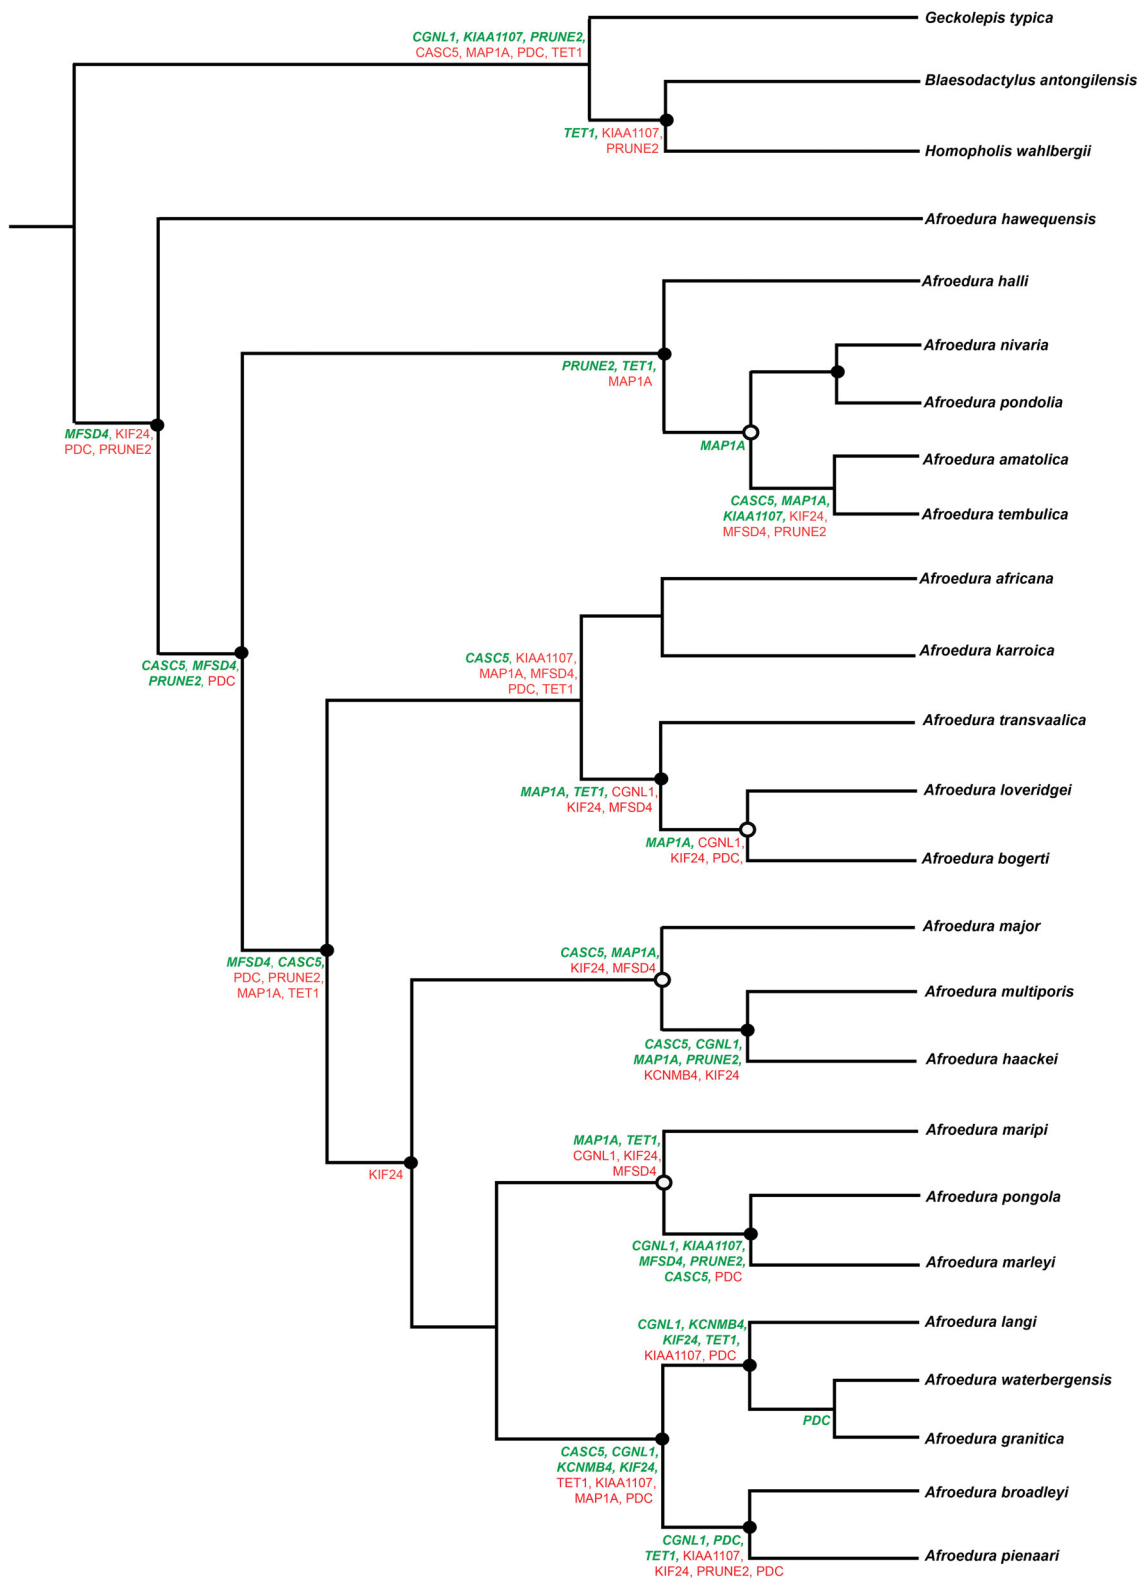 Geckolepis typica
CGNL1, KIAA1107, PRUNE2,
CASC5, MAP1A, PDC, TET1
Blaesodactylus antongilensis
TET1, KIAA1107,
PRUNE2
Homopholis wahlbergii
Afroedura hawequensis
Afroedura halli
Afroedura nivaria
PRUNE2, TET1,
MAP1A
Afroedura pondolia
MFSD4, KIF24,
PDC, PRUNE2
MAP1A
Afroedura amatolica
CASC5, MAP1A,
KIAA1107, KIF24,
MFSD4, PRUNE2
Afroedura tembulica
Afroedura africana
CASC5, MFSD4,
PRUNE2, PDC
CASC5, KIAA1107,
MAP1A, MFSD4,
PDC, TET1
Afroedura karroica
Afroedura transvaalica
MAP1A, TET1, CGNL1,
KIF24, MFSD4
Afroedura loveridgei
MAP1A, CGNL1,
KIF24, PDC,
Afroedura bogerti
Afroedura major
MFSD4, CASC5,
PDC, PRUNE2,
MAP1A, TET1
CASC5, MAP1A,
KIF24, MFSD4
Afroedura multiporis
CASC5, CGNL1,
MAP1A, PRUNE2,
KCNMB4, KIF24
Afroedura haackei
Afroedura maripi
MAP1A, TET1,
CGNL1, KIF24,
MFSD4
KIF24
Afroedura pongola
CGNL1, KIAA1107,
MFSD4, PRUNE2,
CASC5, PDC
Afroedura marleyi
Afroedura langi
CGNL1, KCNMB4,
KIF24, TET1,
KIAA1107, PDC
Afroedura waterbergensis
PDC
Afroedura granitica
CASC5, CGNL1,
KCNMB4, KIF24,
TET1, KIAA1107,
MAP1A, PDC
Afroedura broadleyi
CGNL1, PDC,
TET1, KIAA1107,
KIF24, PRUNE2, PDC
Afroedura pienaari